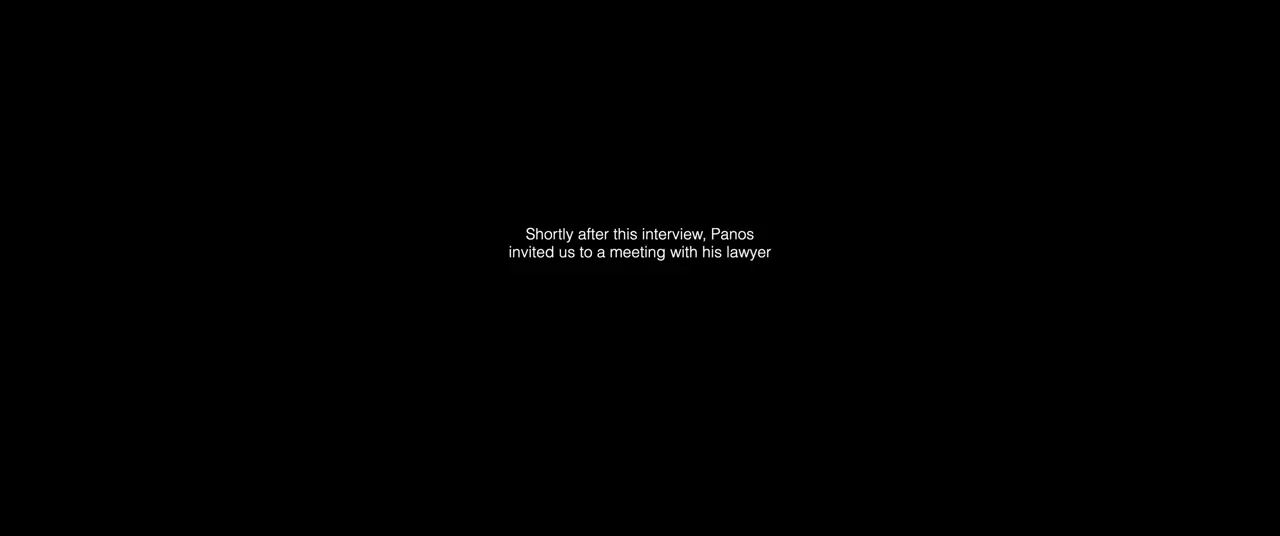 Shortly after this interview, Panos
invited us to a meeting with his lawyer